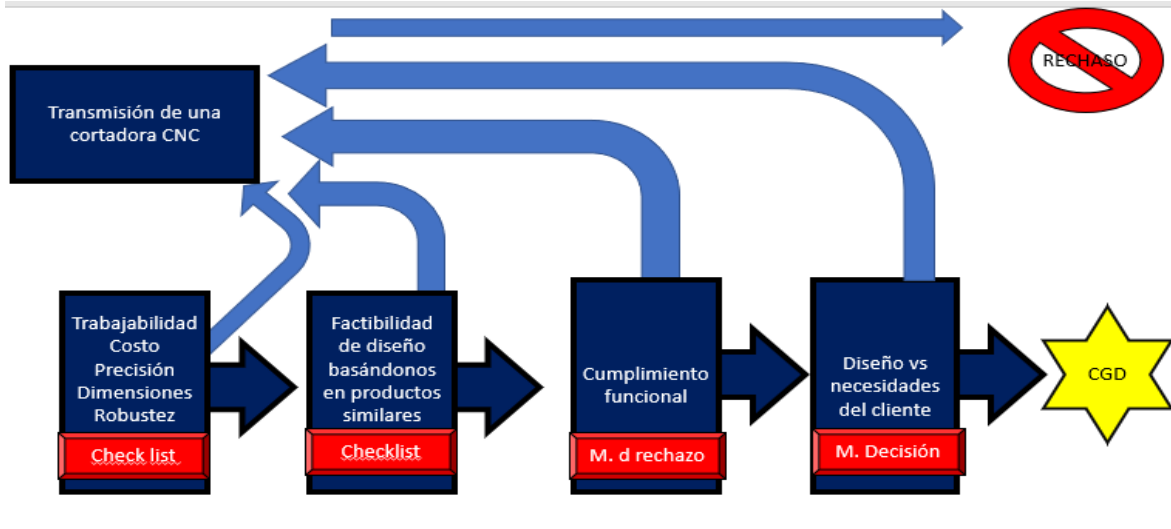 RECHASO
Transmisión de una
cortadora CNC
Trabajabilidad
Costo
Precisión
Dimensiones
Robustez
Check list
Factibilidad
de diseño
basándonos
en productos
similares
Checklist
Cumplimiento
funcional
M. d rechazo
Diseño vs
necesidades
del cliente
M. Decisión
CGD